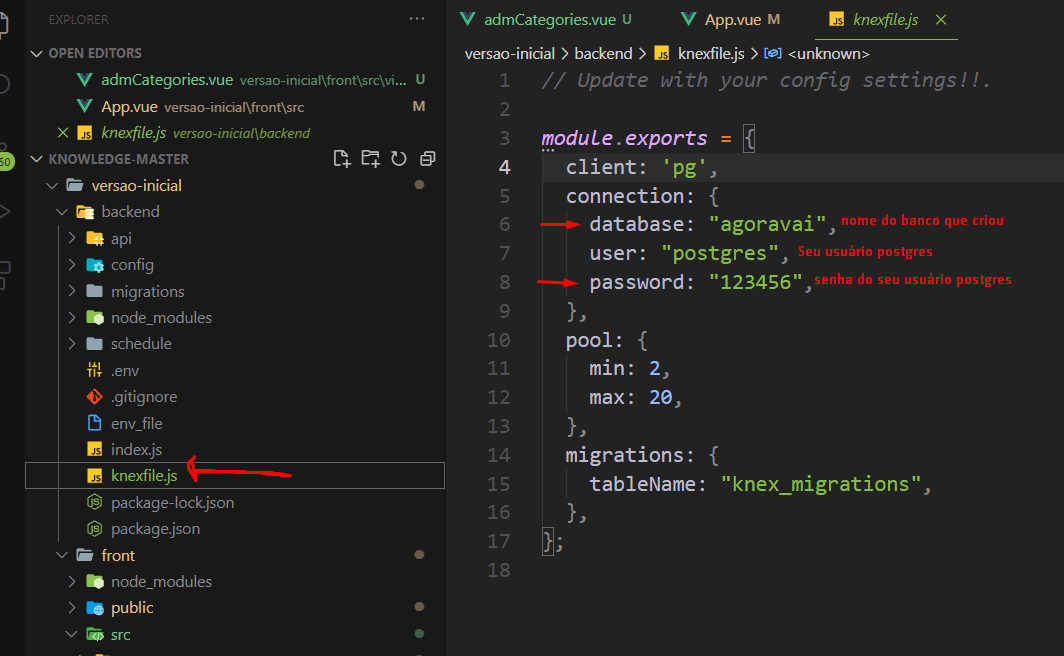 EXPLORER
OPEN EDITORS
admCategories.vue versao-inicial\front\src\vi... U
App.vue versao-inicial\front\src M
knexfile.js versao-inicial\backend
50
KNOWLEDGE-MASTER
versao-inicial
backend
api
config
migrations
node_modules
schedule
.env
.gitignore
env_file
index.js
knexfile.js
package-lock.json
package.json
front
node_modules
public
src
admCategories.vue U App.vue M knexfile.js
versao-inicial > backend > knexfile.js > <unknown>
1 // Update with your config settings!!.
2
3 module.exports = {
4 client: 'pg',
5 connection: {
6 database: "agoravai", nome do banco que criou
7 user: "postgres", Seu usuário postgres
8 password: "123456", senha do seu usuário postgres
9 },
10 pool: {
11 min: 2,
12 max: 20,
13 },
14 migrations: {
15 tableName: "knex_migrations",
16 },
17 };
18